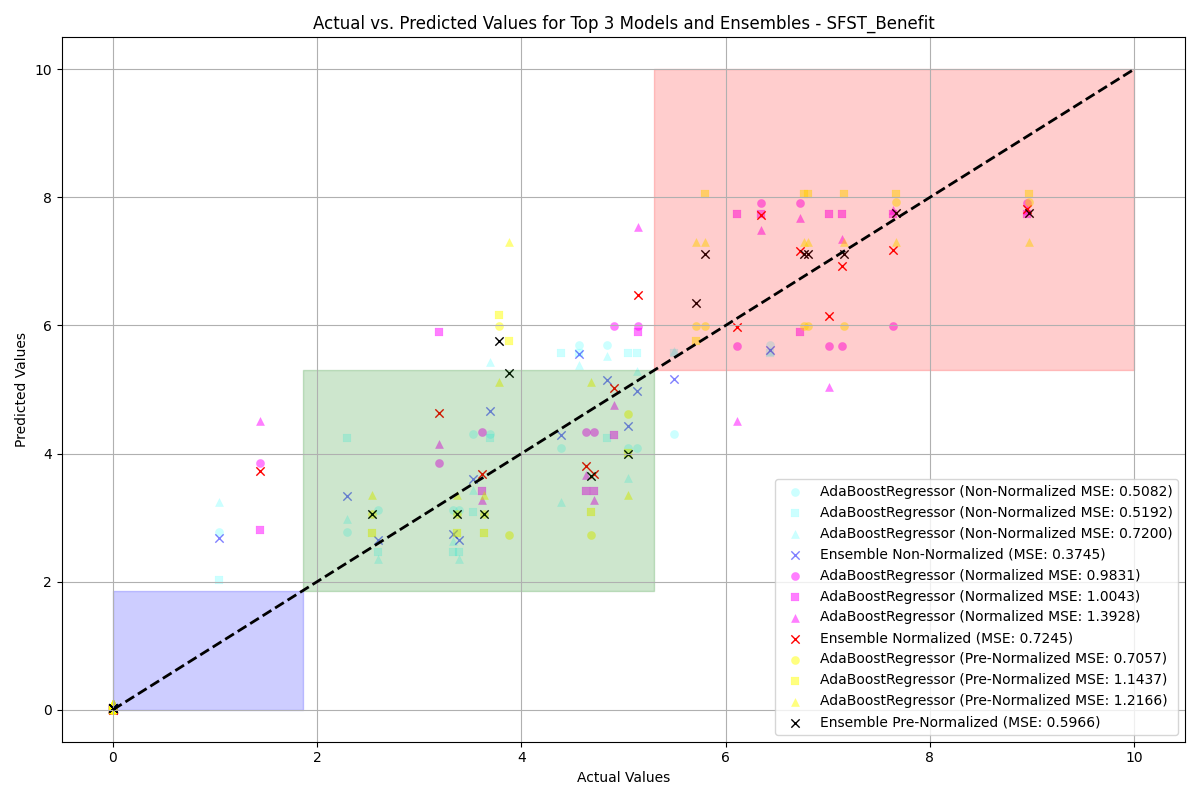 Actual vs. Predicted Values for Top 3 Models and Ensembles - SFST_Benefit
Predicted Values
10
8
6
4
2
0
AdaBoostRegressor (Non-Normalized MSE: 0.5082)
AdaBoostRegressor (Non-Normalized MSE: 0.5192)
AdaBoostRegressor (Non-Normalized MSE: 0.7200)
Ensemble Non-Normalized (MSE: 0.3745)
AdaBoostRegressor (Normalized MSE: 0.9831)
AdaBoostRegressor (Normalized MSE: 1.0043)
AdaBoostRegressor (Normalized MSE: 1.3928)
Ensemble Normalized (MSE: 0.7245)
AdaBoostRegressor (Pre-Normalized MSE: 0.7057)
AdaBoostRegressor (Pre-Normalized MSE: 1.1437)
AdaBoostRegressor (Pre-Normalized MSE: 1.2166)
Ensemble Pre-Normalized (MSE: 0.5966)
0 2 4 6 8 10
Actual Values